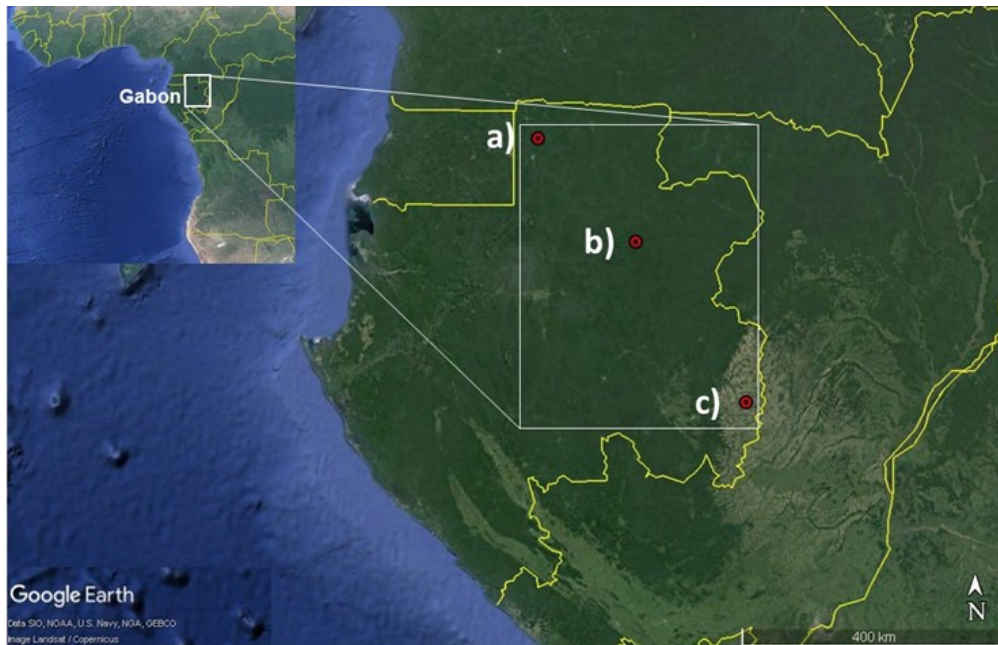 Gabon
a)
b)
c)
Google Earth
Data SIO, NOAA, U.S. Navy, NGA, GEBCO
Image Landsat / Copernicus
N
400 km